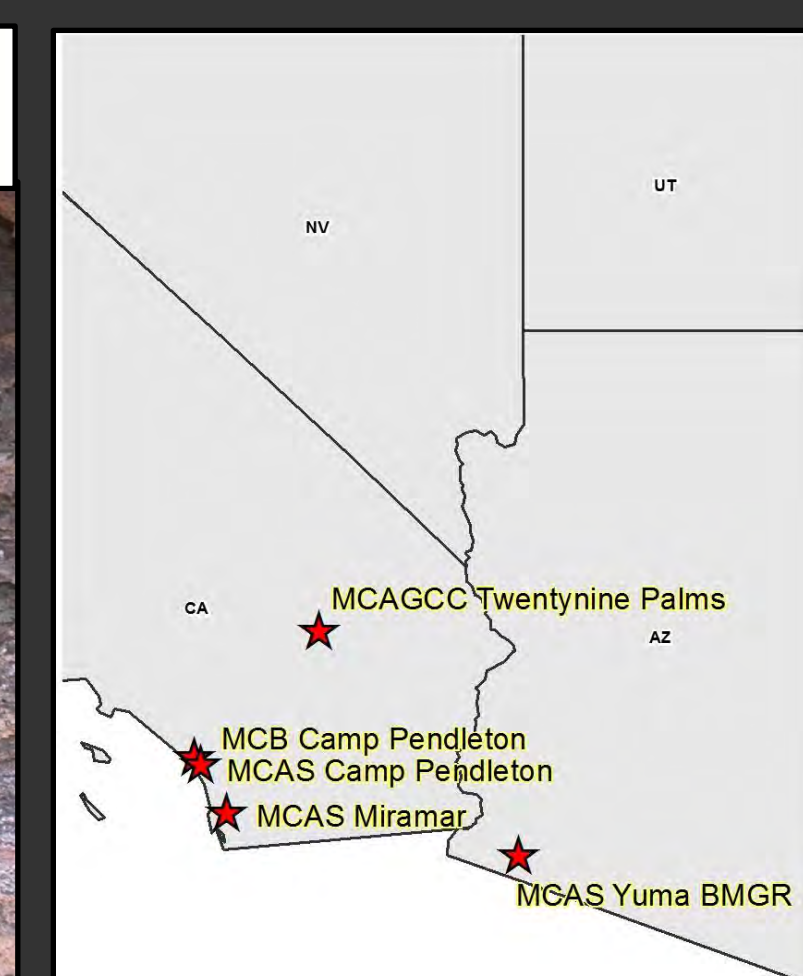 UT
NV
MCAGCC Twentynine Palms
CA
AZ
MCB Camp Pendleton
MCAS Camp Pendleton
MCAS Miramar
MCAS Yuma BMGR